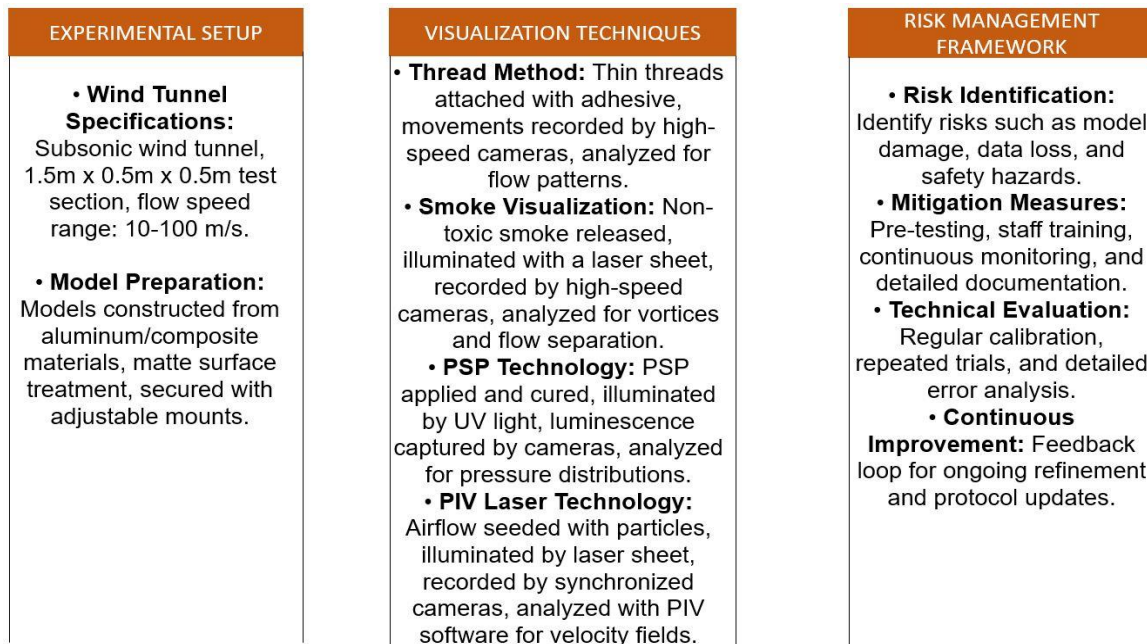 EXPERIMENTAL SETUP
• Wind Tunnel
Specifications:
Subsonic wind tunnel,
1.5m x 0.5m x 0.5m test
section, flow speed
range: 10-100 m/s.
• Model Preparation:
Models constructed from
aluminum/composite
materials, matte surface
treatment, secured with
adjustable mounts.
VISUALIZATION TECHNIQUES
• Thread Method: Thin threads
attached with adhesive,
movements recorded by high-
speed cameras, analyzed for
flow patterns.
• Smoke Visualization: Non-
toxic smoke released,
illuminated with a laser sheet,
recorded by high-speed
cameras, analyzed for vortices
and flow separation.
• PSP Technology: PSP
applied and cured, illuminated
by UV light, luminescence
captured by cameras, analyzed
for pressure distributions.
• PIV Laser Technology:
Airflow seeded with particles,
illuminated by laser sheet,
recorded by synchronized
cameras, analyzed with PIV
software for velocity fields.
RISK MANAGEMENT
FRAMEWORK
• Risk Identification:
Identify risks such as model
damage, data loss, and
safety hazards.
• Mitigation Measures:
Pre-testing, staff training,
continuous monitoring, and
detailed documentation.
• Technical Evaluation:
Regular calibration,
repeated trials, and detailed
error analysis.
• Continuous
Improvement: Feedback
loop for ongoing refinement
and protocol updates.